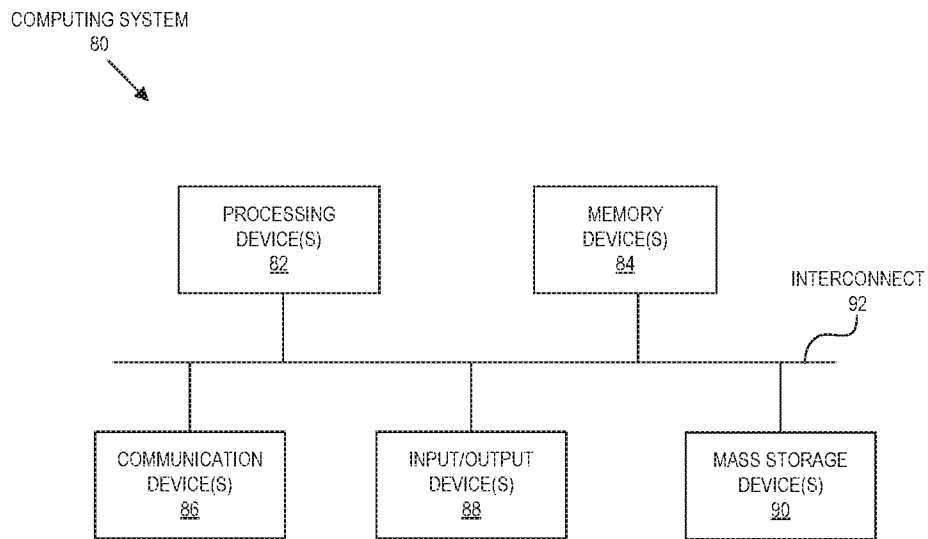 COMPUTING SYSTEM
80
PROCESSING
DEVICE(S)
82
MEMORY
DEVICE(S)
84
INTERCONNECT
92
COMMUNICATION
DEVICE(S)
86
INPUT/OUTPUT
DEVICE(S)
88
MASS STORAGE
DEVICE(S)
90